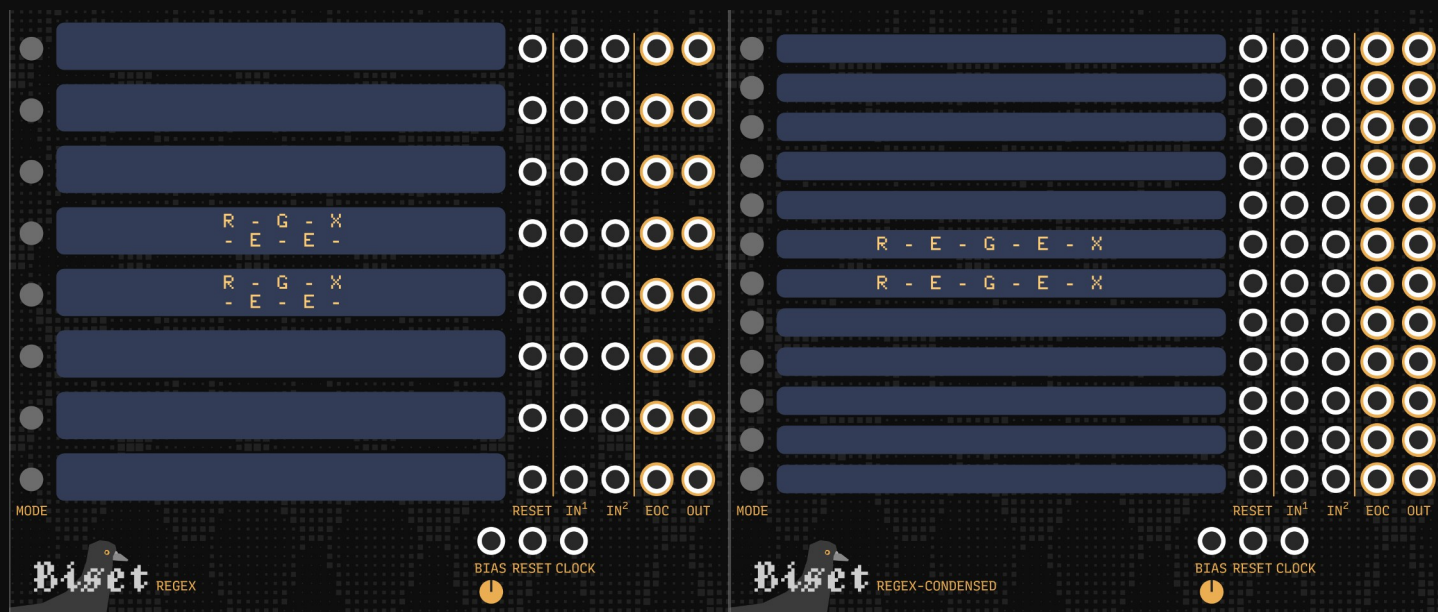 R - G - X
- E - E -
R - G - X
- E - E -
MODE RESET IN1 IN2 EOC OUT
BIAS RESET CLOCK
Biset REGEX
R - E - G - E - X
R - E - G - E - X
MODE RESET IN1 IN2 EOC OUT
BIAS RESET CLOCK
Biset REGEX-CONDENSED